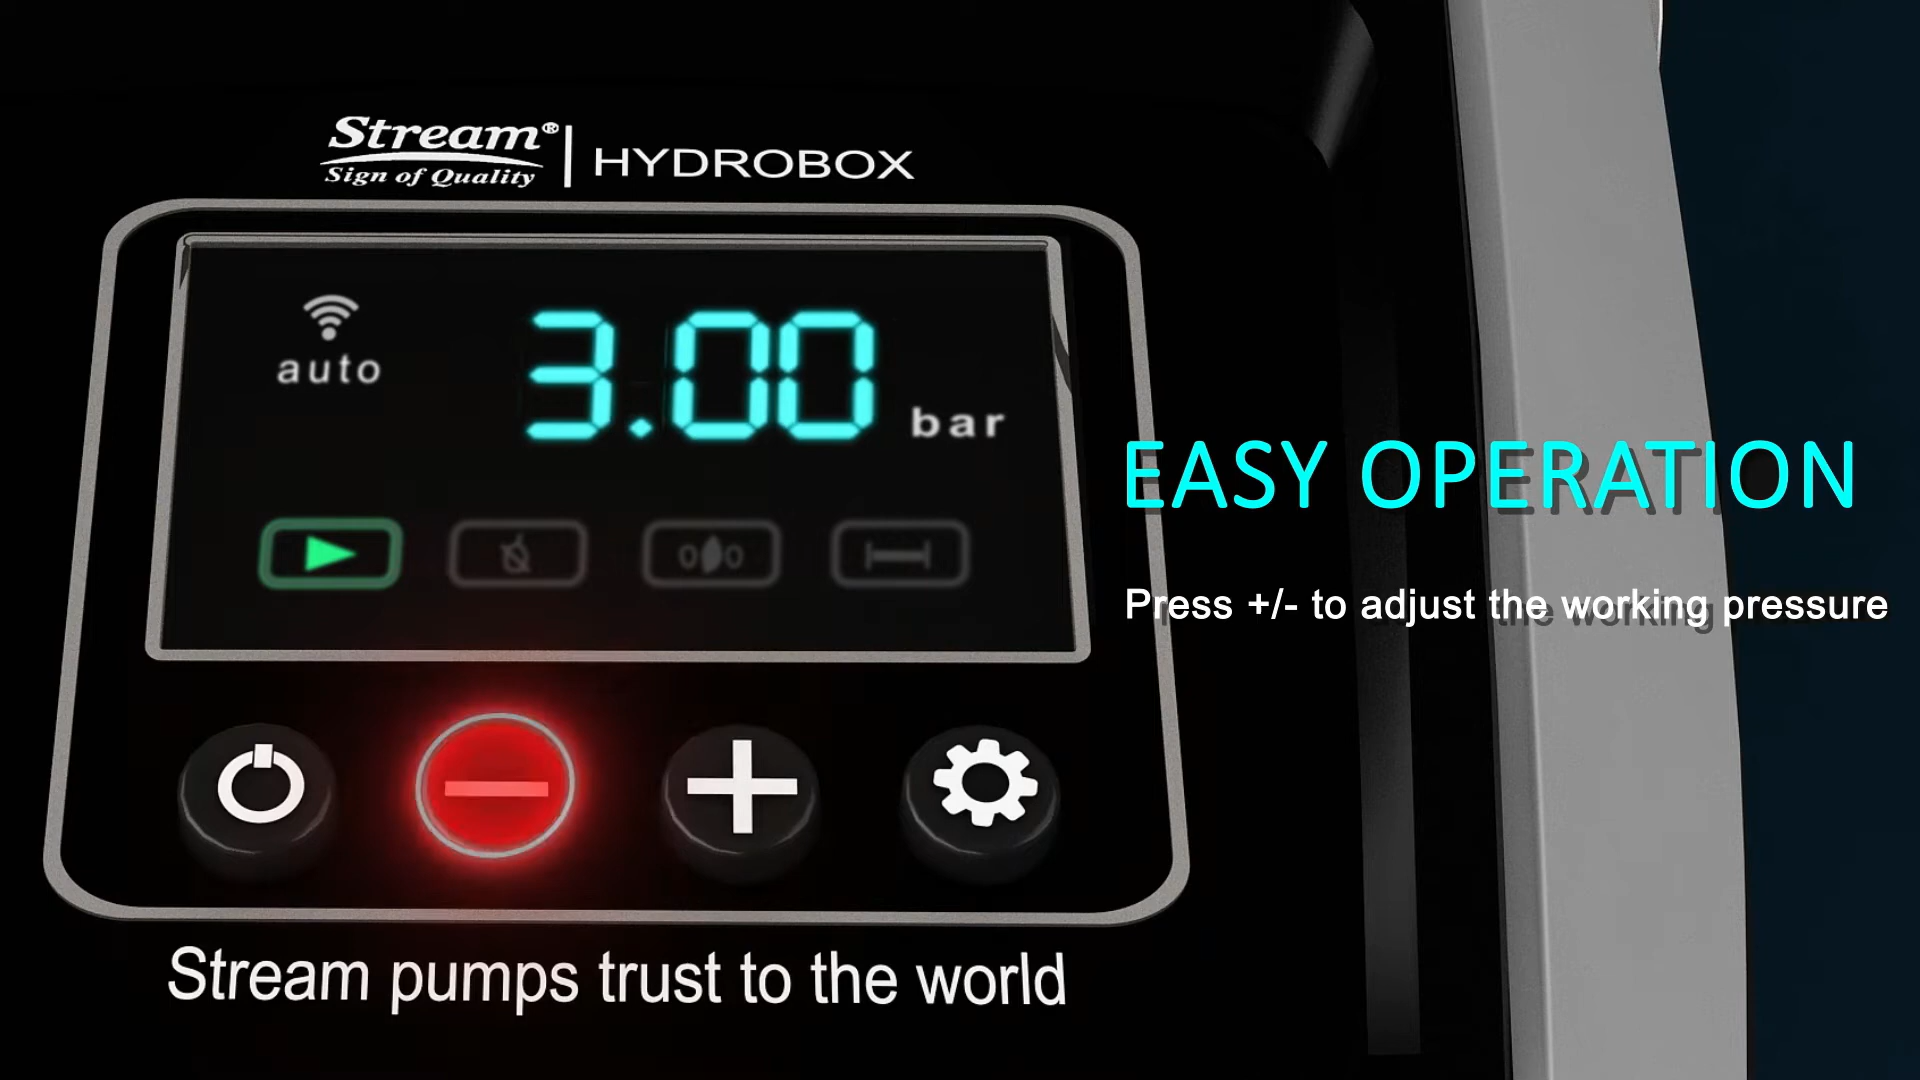 Stream®
Sign of Quality
HYDROBOX
auto
3.00
bar
EASY OPERATION
Press +/- to adjust the working pressure
Stream pumps trust to the world